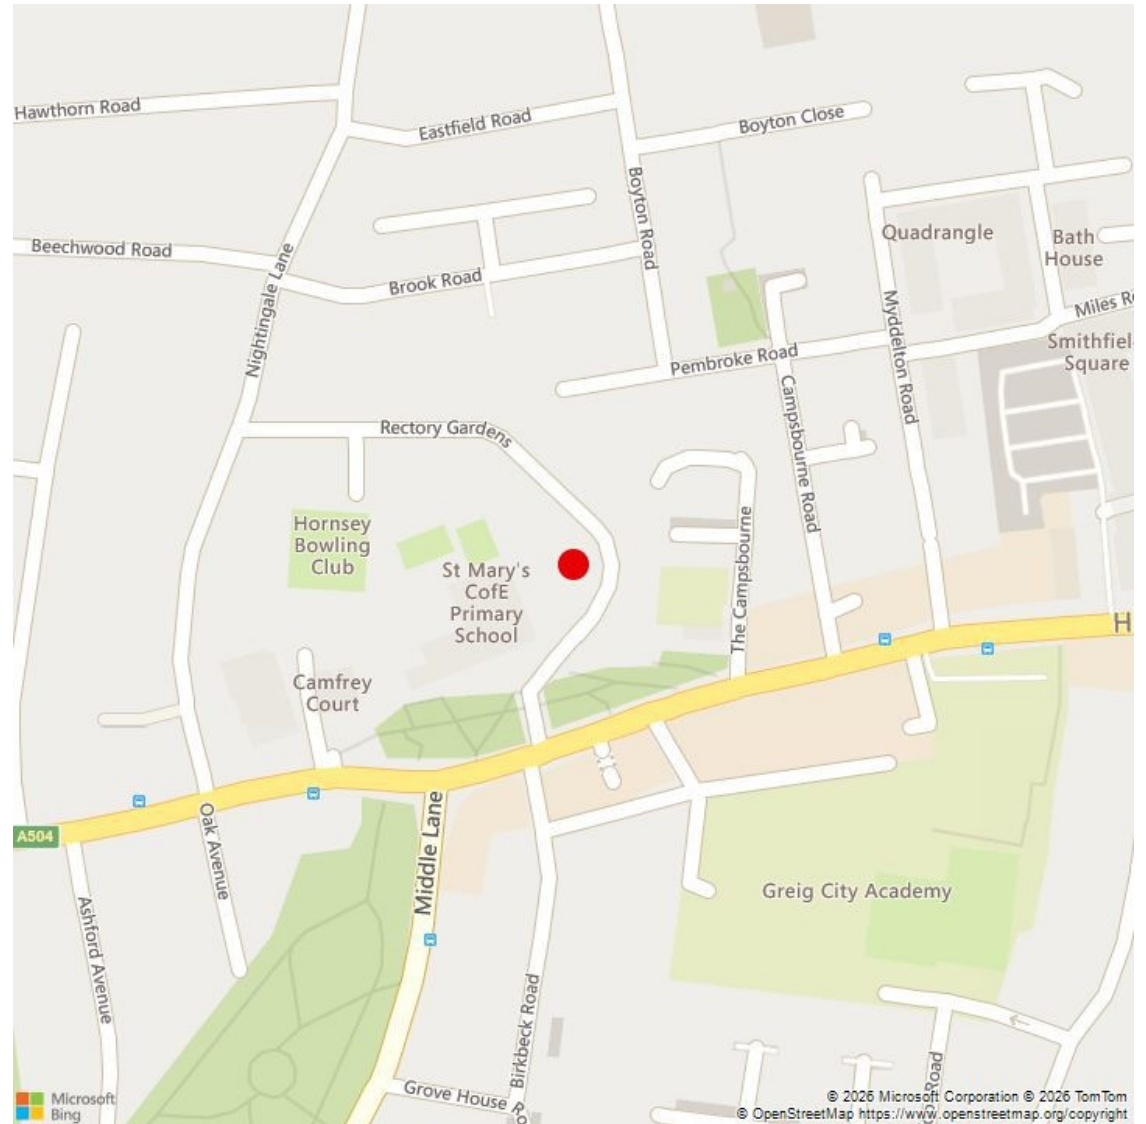 Hawthorn Road
Eastfield Road
Boyton Close
Boyton Road
Quadrangle
Bath
House
Beechwood Road
Nightingale Lane
Brook Road
Myddelton Road
Miles R
Smithfiel
Square
Pembroke Road
Campsbourne Road
Rectory Gardens
Hornsey
Bowling
Club
St Mary's
CofE
Primary
School
The Campsbourne
H
Camfrey
Court
A504
Oak Avenue
Middle Lane
Ashford Avenue
Greig City Academy
Birkbeck Road
Grove House Ro
Road
Microsoft
Bing
© 2026 Microsoft Corporation © 2026 TomTom
© OpenStreetMap https://www.openstreetmap.org/copyright